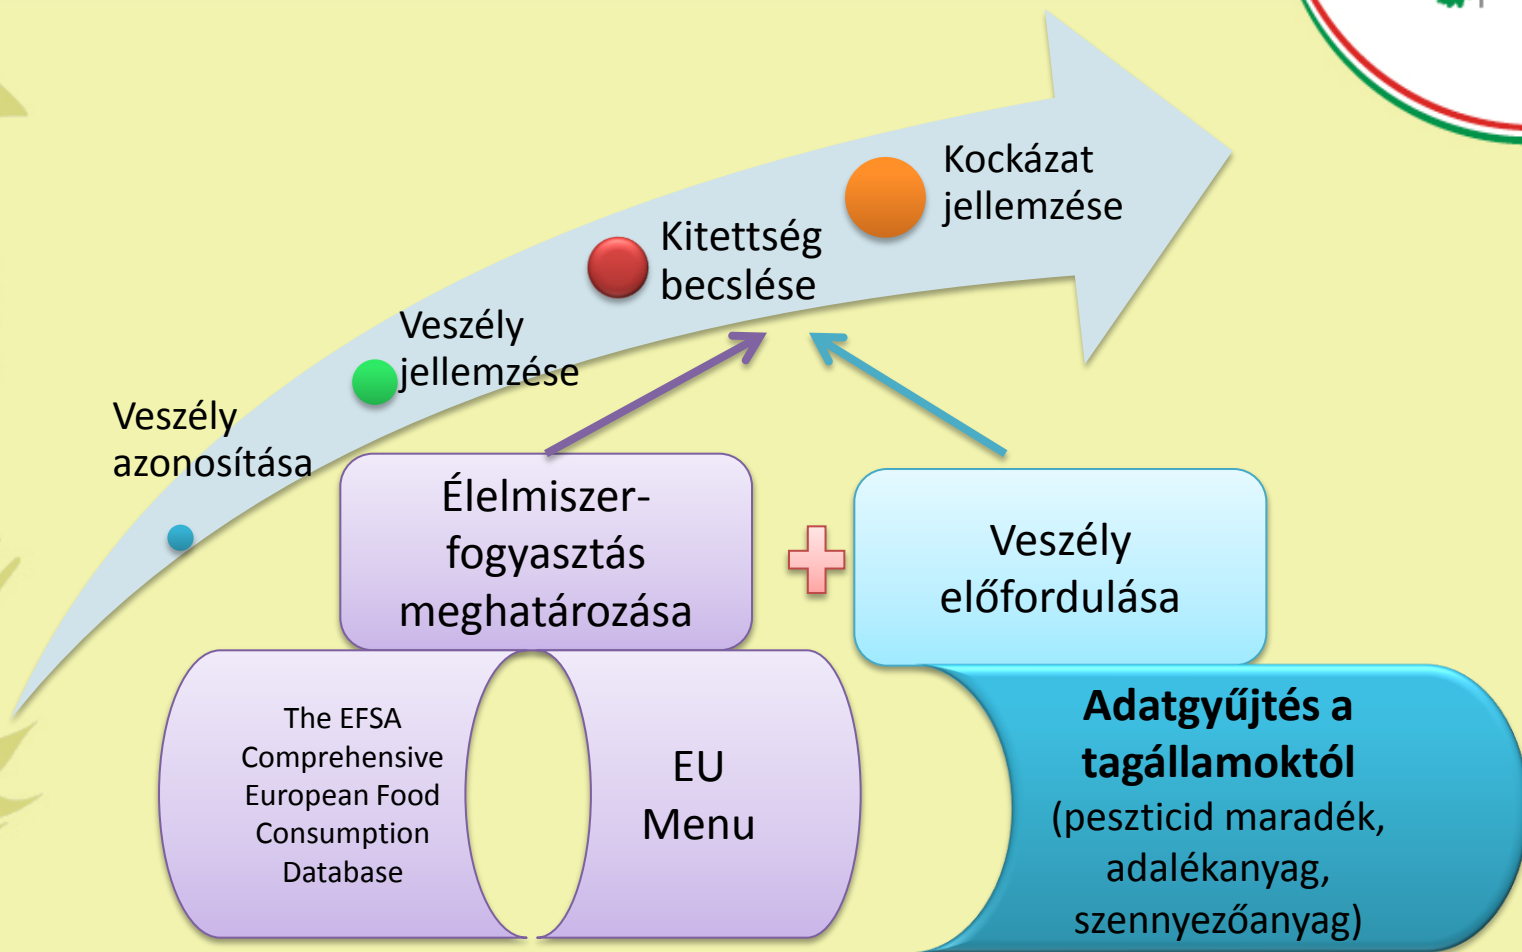 Veszély
azonosítása
Veszély
jellemzése
Kitettség
becslése
Kockázat
jellemzése
Élelmiszer-
fogyasztás
meghatározása
Veszély
előfordulása
The EFSA
Comprehensive
European Food
Consumption
Database
EU
Menu
Adatgyűjtés a
tagállamoktól
(peszticid maradék,
adalékanyag,
szennyezőanyag)